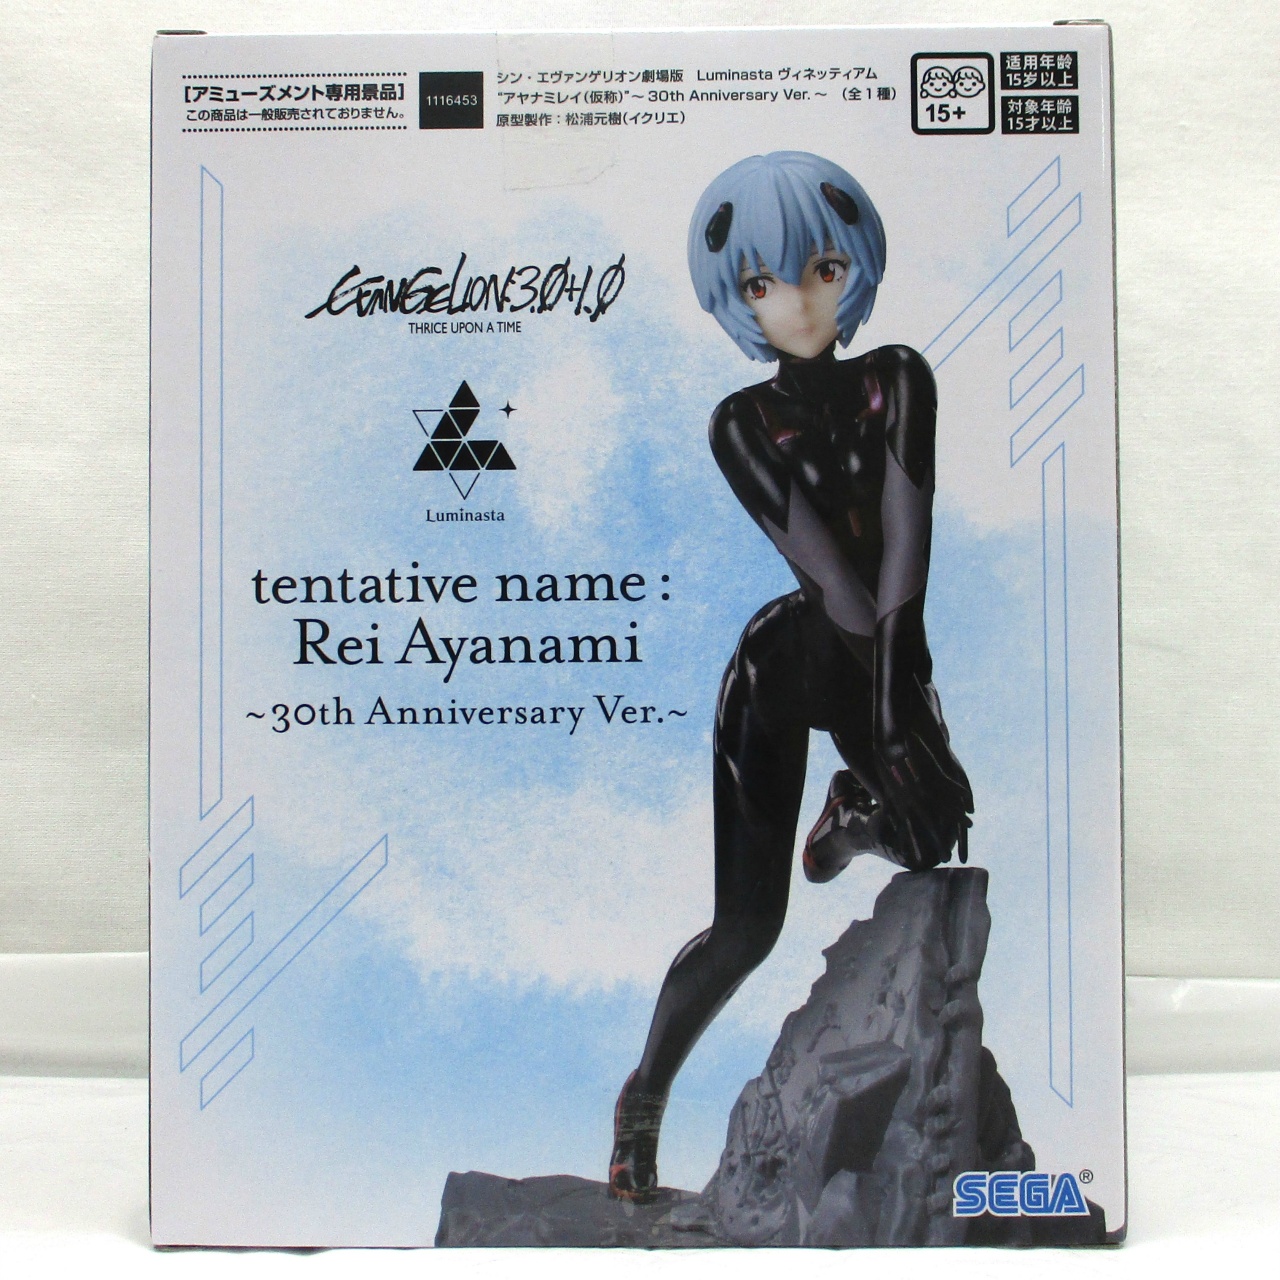 [アミューズメント専用景品]
この商品は一般販売されておりません。
1116453
シン・エヴァンゲリオン劇場版 Luminasta ヴィネッティアム
"アヤナミレイ(仮称)"～30th Anniversary Ver.～ (全1種)
原型製作：松浦元樹(イクリエ)
15+
适用年龄
15岁以上
対象年齢
15才以上
EVANGELION:3.0+1.0
THRICE UPON A TIME
Luminasta
tentative name :
Rei Ayanami
~30th Anniversary Ver.~
SEGA®